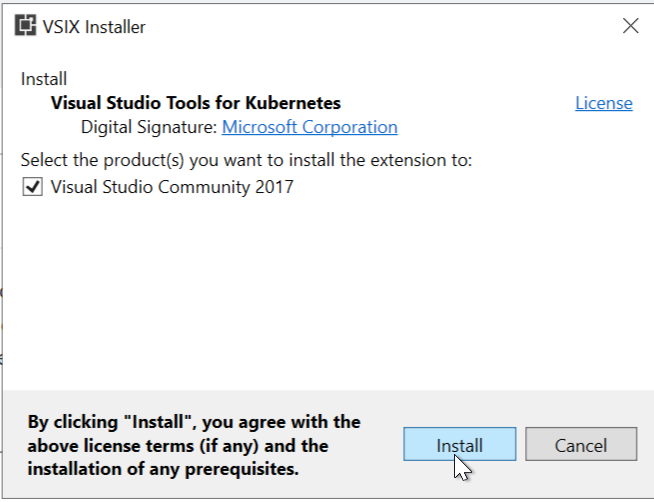 VSIX Installer
Install
Visual Studio Tools for Kubernetes
License
Digital Signature: Microsoft Corporation
Select the product(s) you want to install the extension to:
Visual Studio Community 2017
By clicking "Install", you agree with the
above license terms (if any) and the
installation of any prerequisites.
Install
Cancel